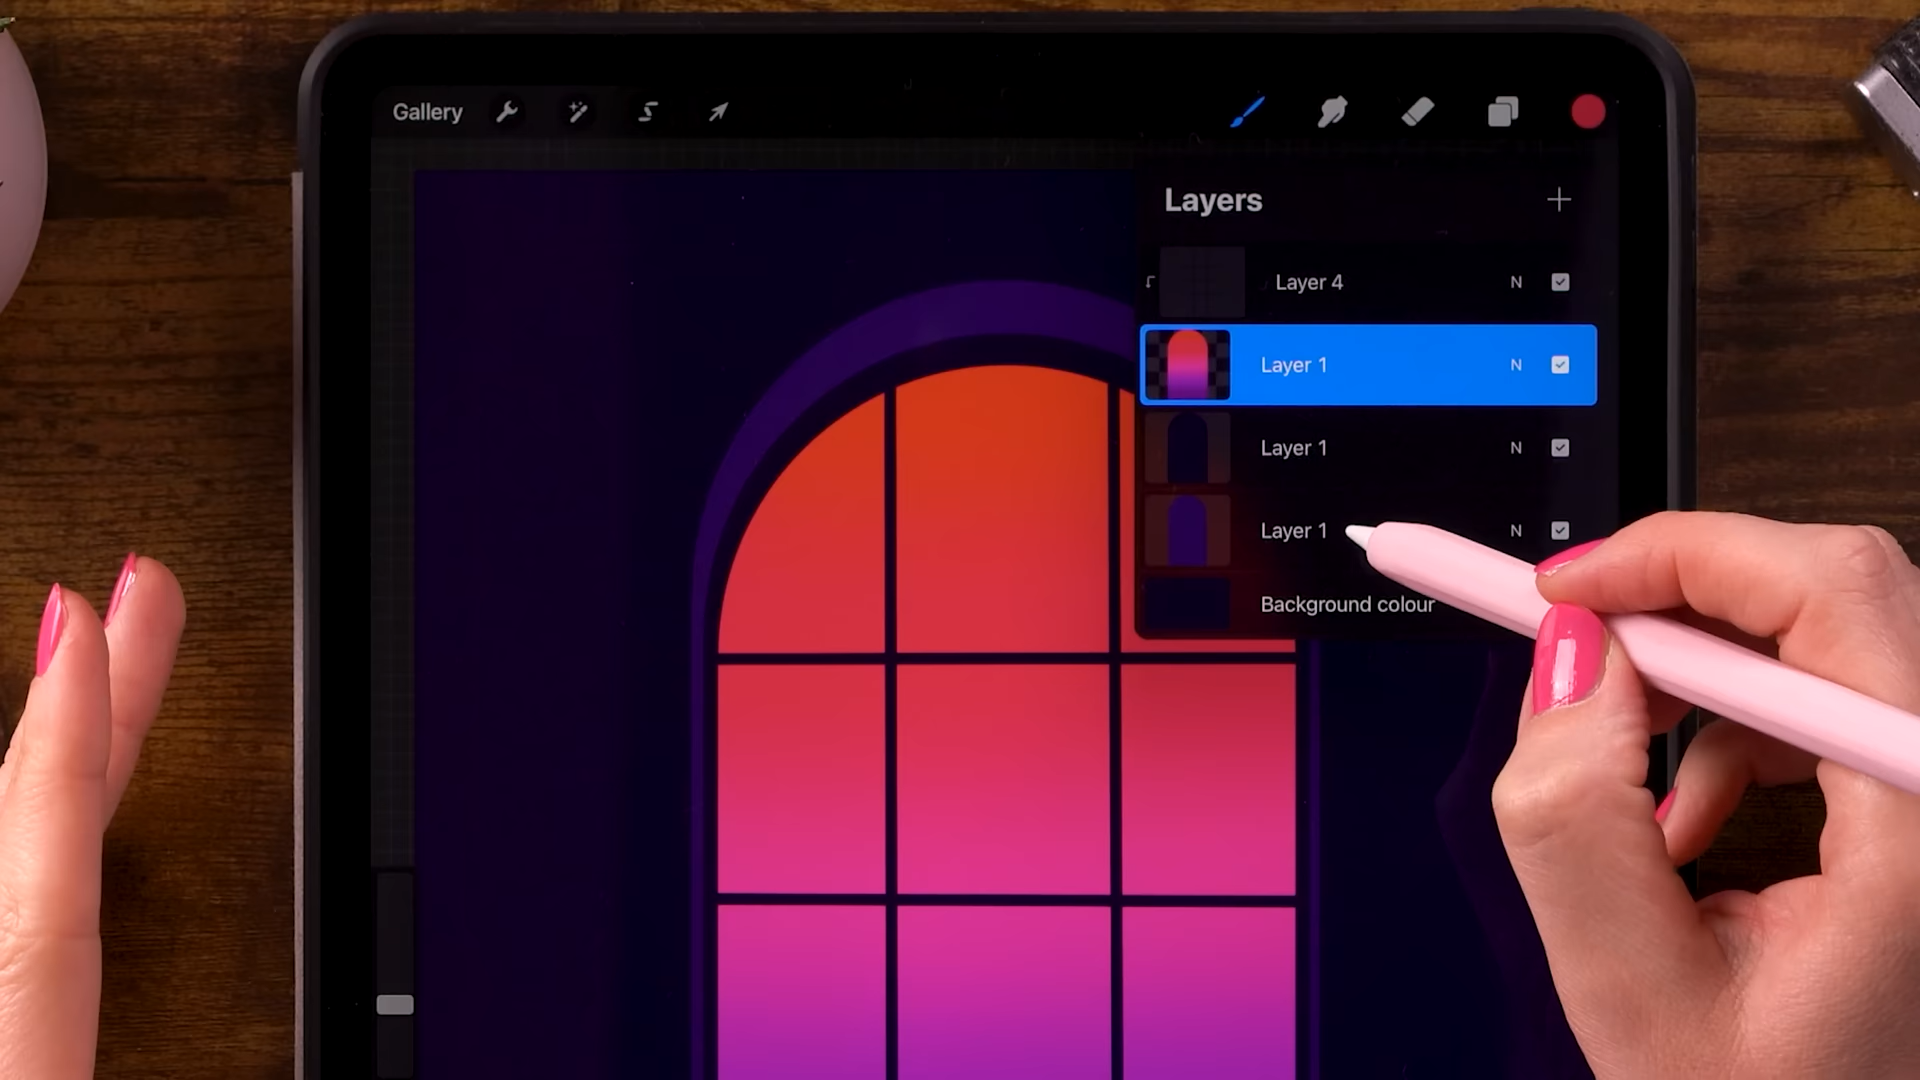 Gallery
Layers
Layer 4 N
Layer 1 N
Layer 1 N
Layer 1 N
Background colour